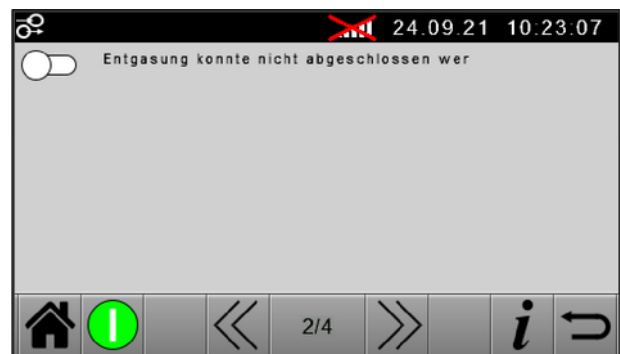 24.09.21 10:23:07
Entgasung konnte nicht abgeschlossen wer
2/4
i